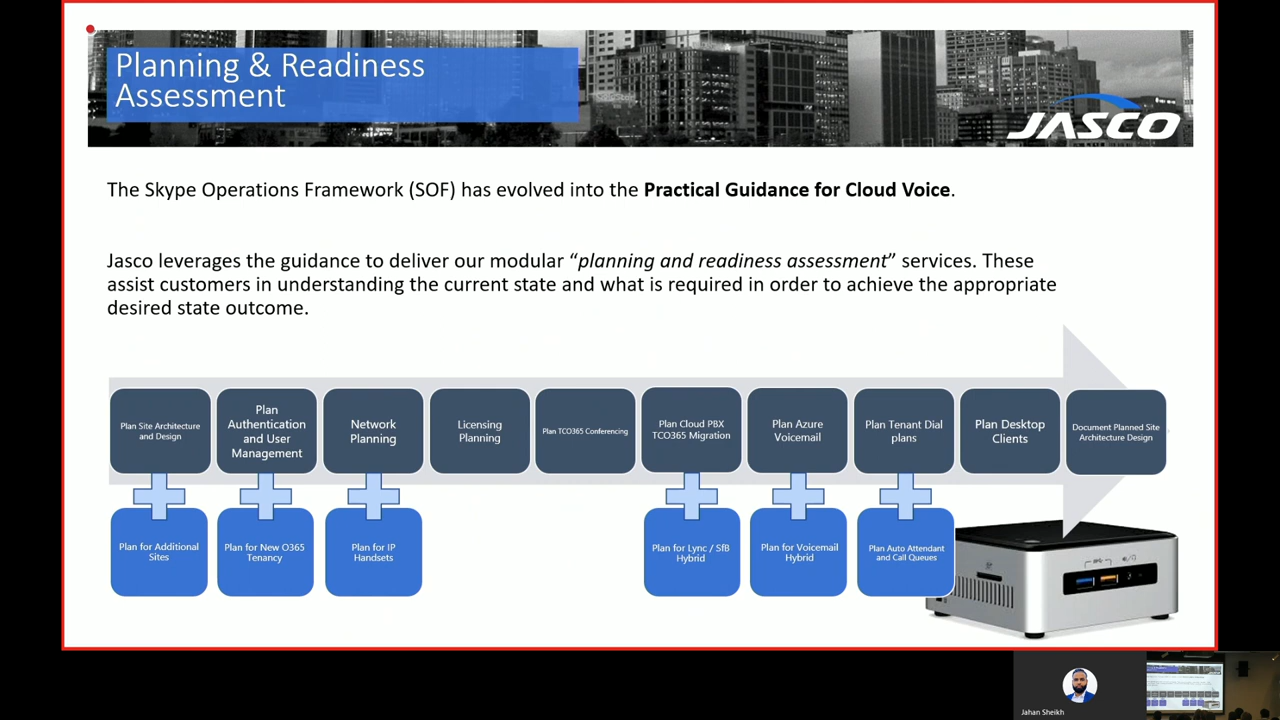 Planning & Readiness
Assessment
JASCO
The Skype Operations Framework (SOF) has evolved into the Practical Guidance for Cloud Voice.
Jasco leverages the guidance to deliver our modular “planning and readiness assessment” services. These
assist customers in understanding the current state and what is required in order to achieve the appropriate
desired state outcome.
Plan Site Architecture
and Design
Plan
Authentication
and User
Management
Network
Planning
Licensing
Planning
Plan TCO365 Conferencing
Plan Cloud PBX
TCO365 Migration
Plan Azure
Voicemail
Plan Tenant Dial
plans
Plan Desktop
Clients
Document Planned Site
Architecture Design
Plan for Additional
Sites
Plan for New O365
Tenancy
Plan for IP
Handsets
Plan for Lync / SfB
Hybrid
Plan for Voicemail
Hybrid
Plan Auto Attendant
and Call Queues
Jahan Sheikh